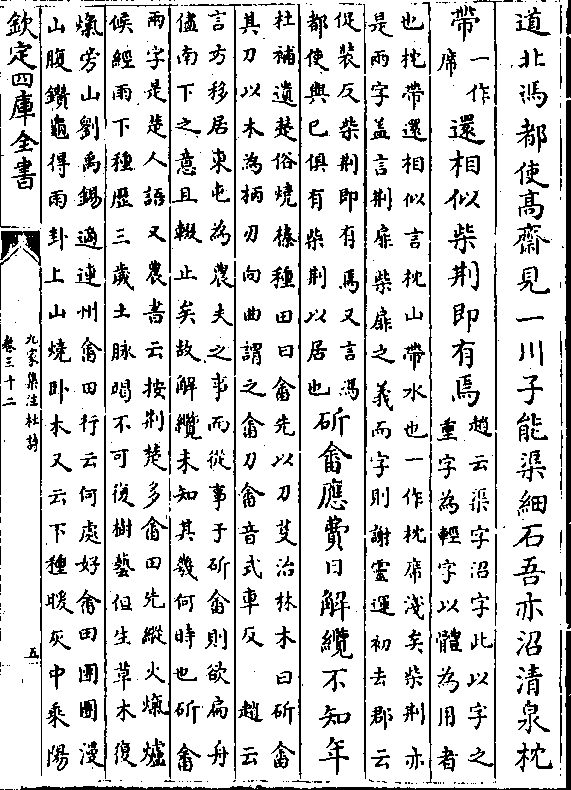 道北馮都使髙齋見一川子能渠細石吾亦沼清泉枕
帶一作席還相似柴荆即有焉趙云渠字沼字此以字之重字為輕字以體為用者
也枕帶還相似言枕山帶水也一作枕席淺矣柴荆亦
是兩字盖言荆扉柴扉之義而字則謝靈運初去郡云
促裝反柴荆即有焉又言馮
都使與已俱有柴荆以居也斫畬應費日解纜不知年
杜補遺楚俗燒榛種田曰畬先以刀芟治林木曰斫畬
其刀以木為柄刃向曲謂之畬刀畬音式車反 趙云
言方移居東屯為農夫之事而從事于斫畬則欲扁舟
儘南下之意且輟止矣故解纜未知其幾何時也斫畬
兩字是楚人語又農書云按荆楚多畬田先縱火熂爐
候經雨下種歷三歲土脉竭不可復樹藝但生草木復
熂旁山劉禹錫適連州畬田行云何處好畬田團團漫
山腹鑽龜得雨卦上山燒卧木又云下種暖灰中乘陽
欽定四庫全書
九家集注杜詩
卷三十二
五